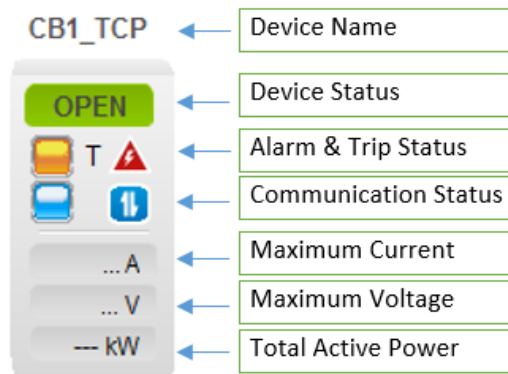 CB1_TCP Device Name
OPEN Device Status
T Alarm & Trip Status
Communication Status
... A Maximum Current
... V Maximum Voltage
--- kW Total Active Power